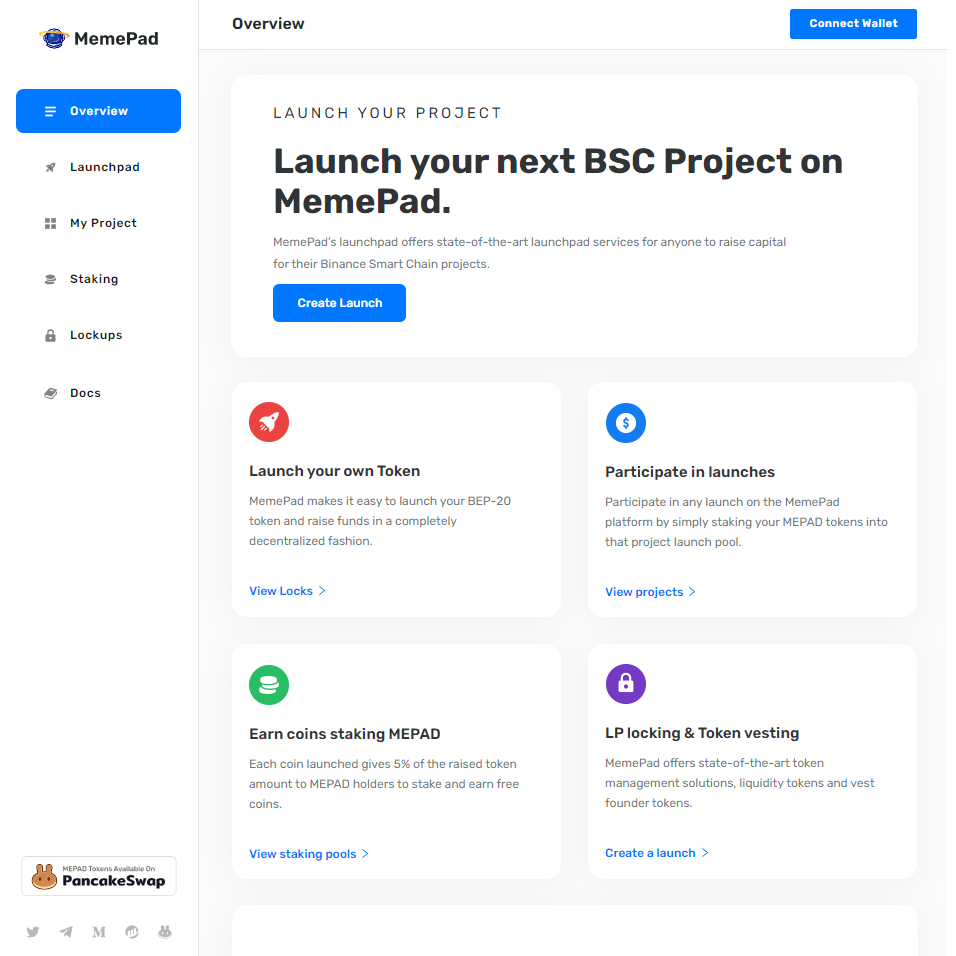 MemePad
Overview
Launchpad
My Project
Staking
Lockups
Docs
MEPAD Tokens Available On
PancakeSwap
Overview
Connect Wallet
LAUNCH YOUR PROJECT
Launch your next BSC Project on
MemePad.
MemePad's launchpad offers state-of-the-art launchpad services for anyone to raise capital
for their Binance Smart Chain projects.
Create Launch
Launch your own Token
MemePad makes it easy to launch your BEP-20
token and raise funds in a completely
decentralized fashion.
View Locks
Participate in launches
Participate in any launch on the MemePad
platform by simply staking your MEPAD tokens into
that project launch pool.
View projects
Earn coins staking MEPAD
Each coin launched gives 5% of the raised token
amount to MEPAD holders to stake and earn free
coins.
View staking pools
LP locking & Token vesting
MemePad offers state-of-the-art token
management solutions, liquidity tokens and vest
founder tokens.
Create a launch